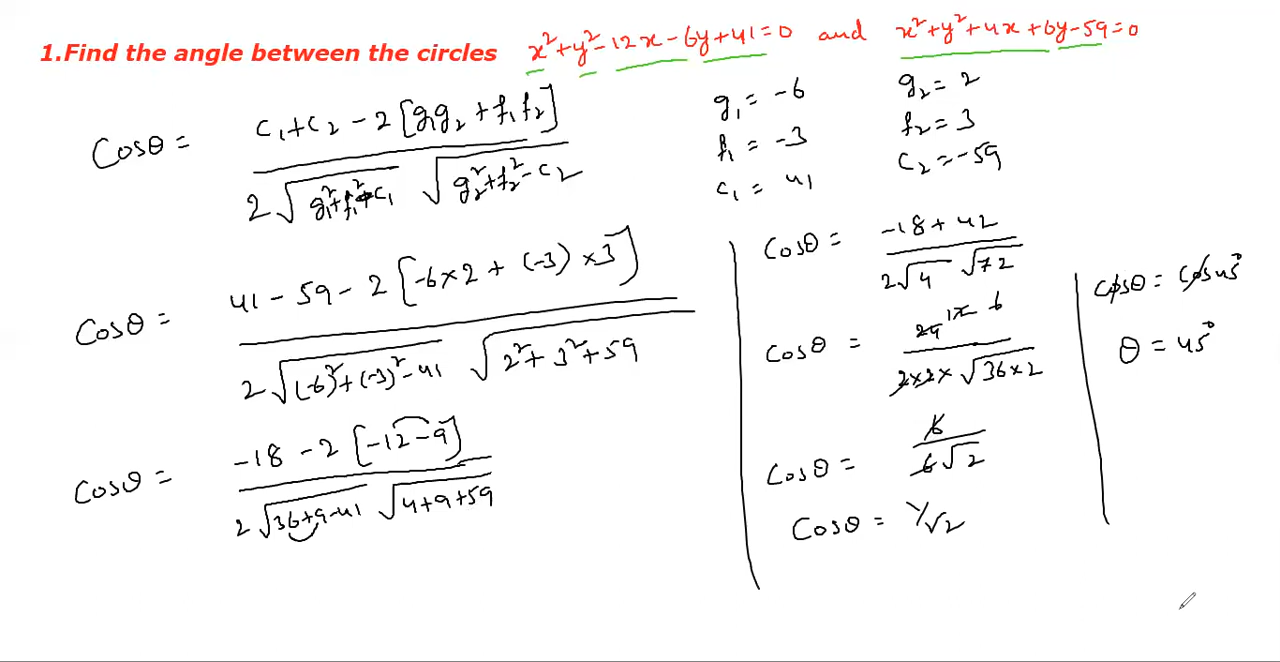 1.Find the angle between the circles x²+y²-12x-6y+41=0 and x²+y²+4x+6y-59=0
Cosθ = (c₁+c₂-2[g₁g₂+f₁f₂]) / (2√(g₁²+f₁²-c₁) √(g₂²+f₂²-c₂))
g₁ = -6
f₁ = -3
c₁ = 41
g₂ = 2
f₂ = 3
c₂ = -59
Cosθ = (41-59-2[-6×2+(-3)×3]) / (2√((-6)²+(-3)²-41) √(2²+3²+59))
Cosθ = (-18-2[-12-9]) / (2√(36+9-41) √(4+9+59))
Cosθ = (-18+42) / (2√4 √72)
Cosθ = 24 12 6 / (2×2×√(36×2))
Cosθ = 6 / (6√2)
Cosθ = 1/√2
cosθ = cos45°
θ = 45°